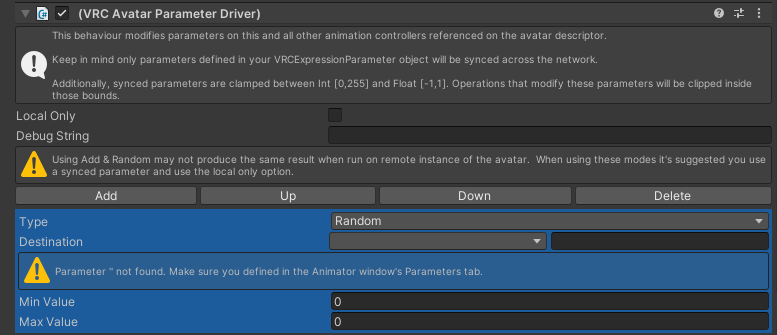 (VRC Avatar Parameter Driver)
This behaviour modifies parameters on this and all other animation controllers referenced on the avatar descriptor.
Keep in mind only parameters defined in your VRCExpressionParameter object will be synced across the network.
Additionally, synced parameters are clamped between Int [0,255] and Float [-1,1]. Operations that modify these parameters will be clipped inside
those bounds.
Local Only
Debug String
Using Add & Random may not produce the same result when run on remote instance of the avatar. When using these modes it's suggested you use
a synced parameter and use the local only option.
Add Up Down Delete
Type Random
Destination
Parameter '' not found. Make sure you defined in the Animator window's Parameters tab.
Min Value 0
Max Value 0